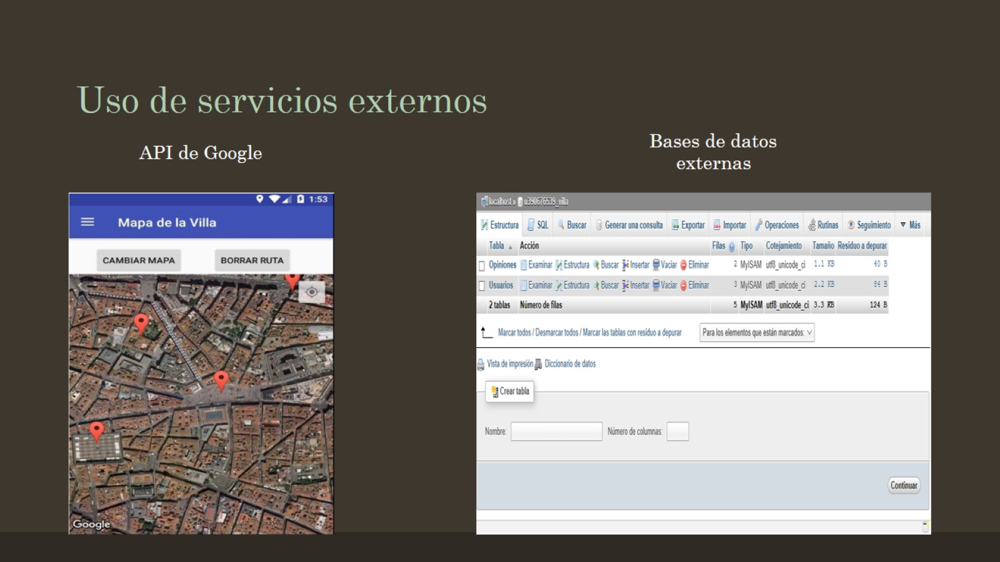 Uso de servicios externos
API de Google
Bases de datos
externas
1:53
Mapa de la Villa
CAMBIAR MAPA BORRAR RUTA
Google
localhost » u390676539_villa
Estructura SQL Buscar Generar una consulta Exportar Importar Operaciones Rutinas Seguimiento Más
Tabla Acción Filas Tipo Cotejamiento Tamaño Residuo a depurar
Opiniones Examinar Estructura Buscar Insertar Vaciar Eliminar 2 MyISAM utf8_unicode_ci 1.1 KB 40 B
Usuarios Examinar Estructura Buscar Insertar Vaciar Eliminar 3 MyISAM utf8_unicode_ci 2.2 KB 84 B
2 tablas Número de filas 5 MyISAM utf8_unicode_ci 3.3 KB 124 B
Marcar todos / Desmarcar todos / Marcar las tablas con residuo a depurar Para los elementos que están marcados:
Vista de impresión Diccionario de datos
Crear tabla
Nombre: Número de columnas:
Continuar